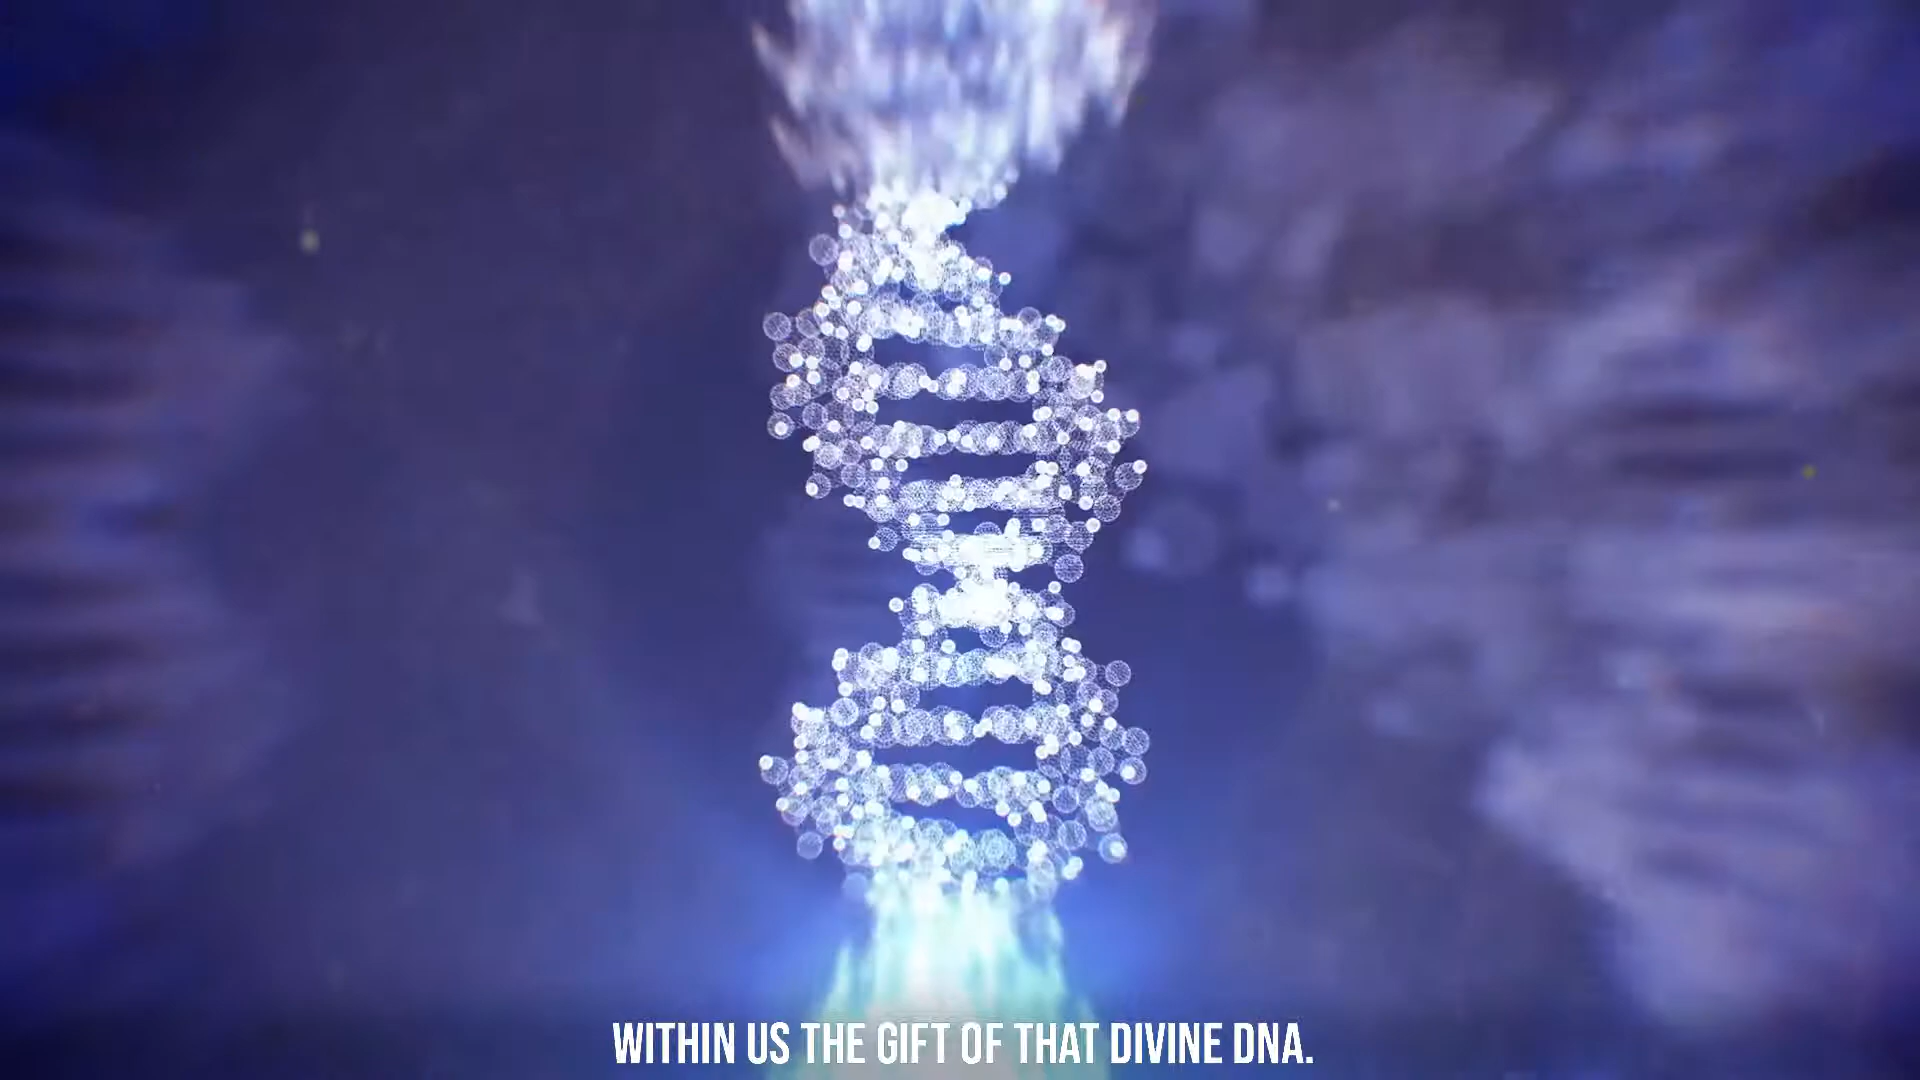 WITHIN US THE GIFT OF THAT DIVINE DNA.